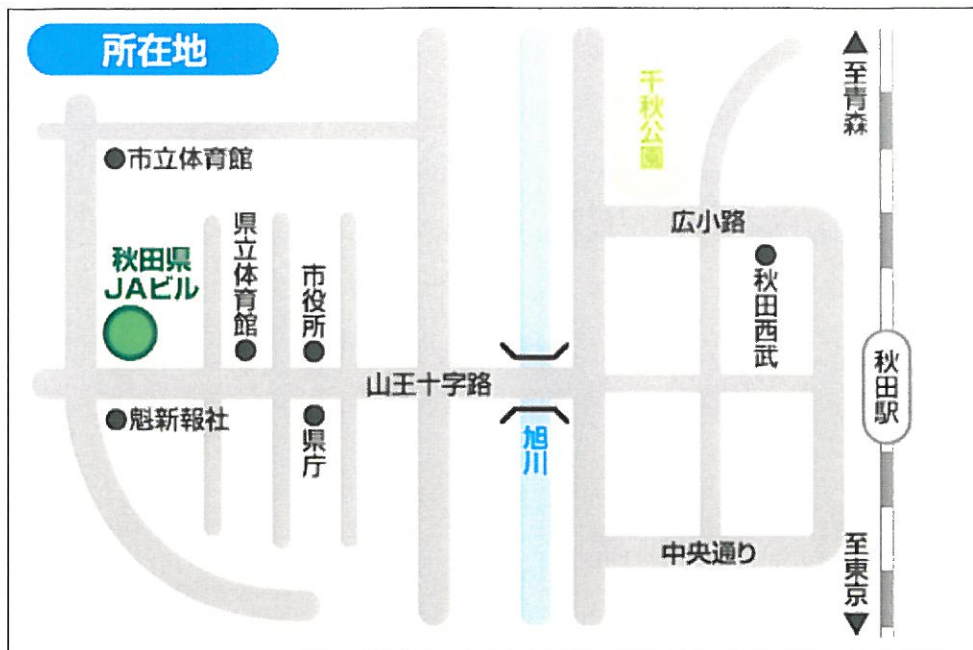 所在地
至青森
千秋公園
市立体育館
広小路
秋田県
JAビル
県立体育館
市役所
秋田西武
秋田駅
山王十字路
魁新報社
県庁
旭川
中央通り
至東京